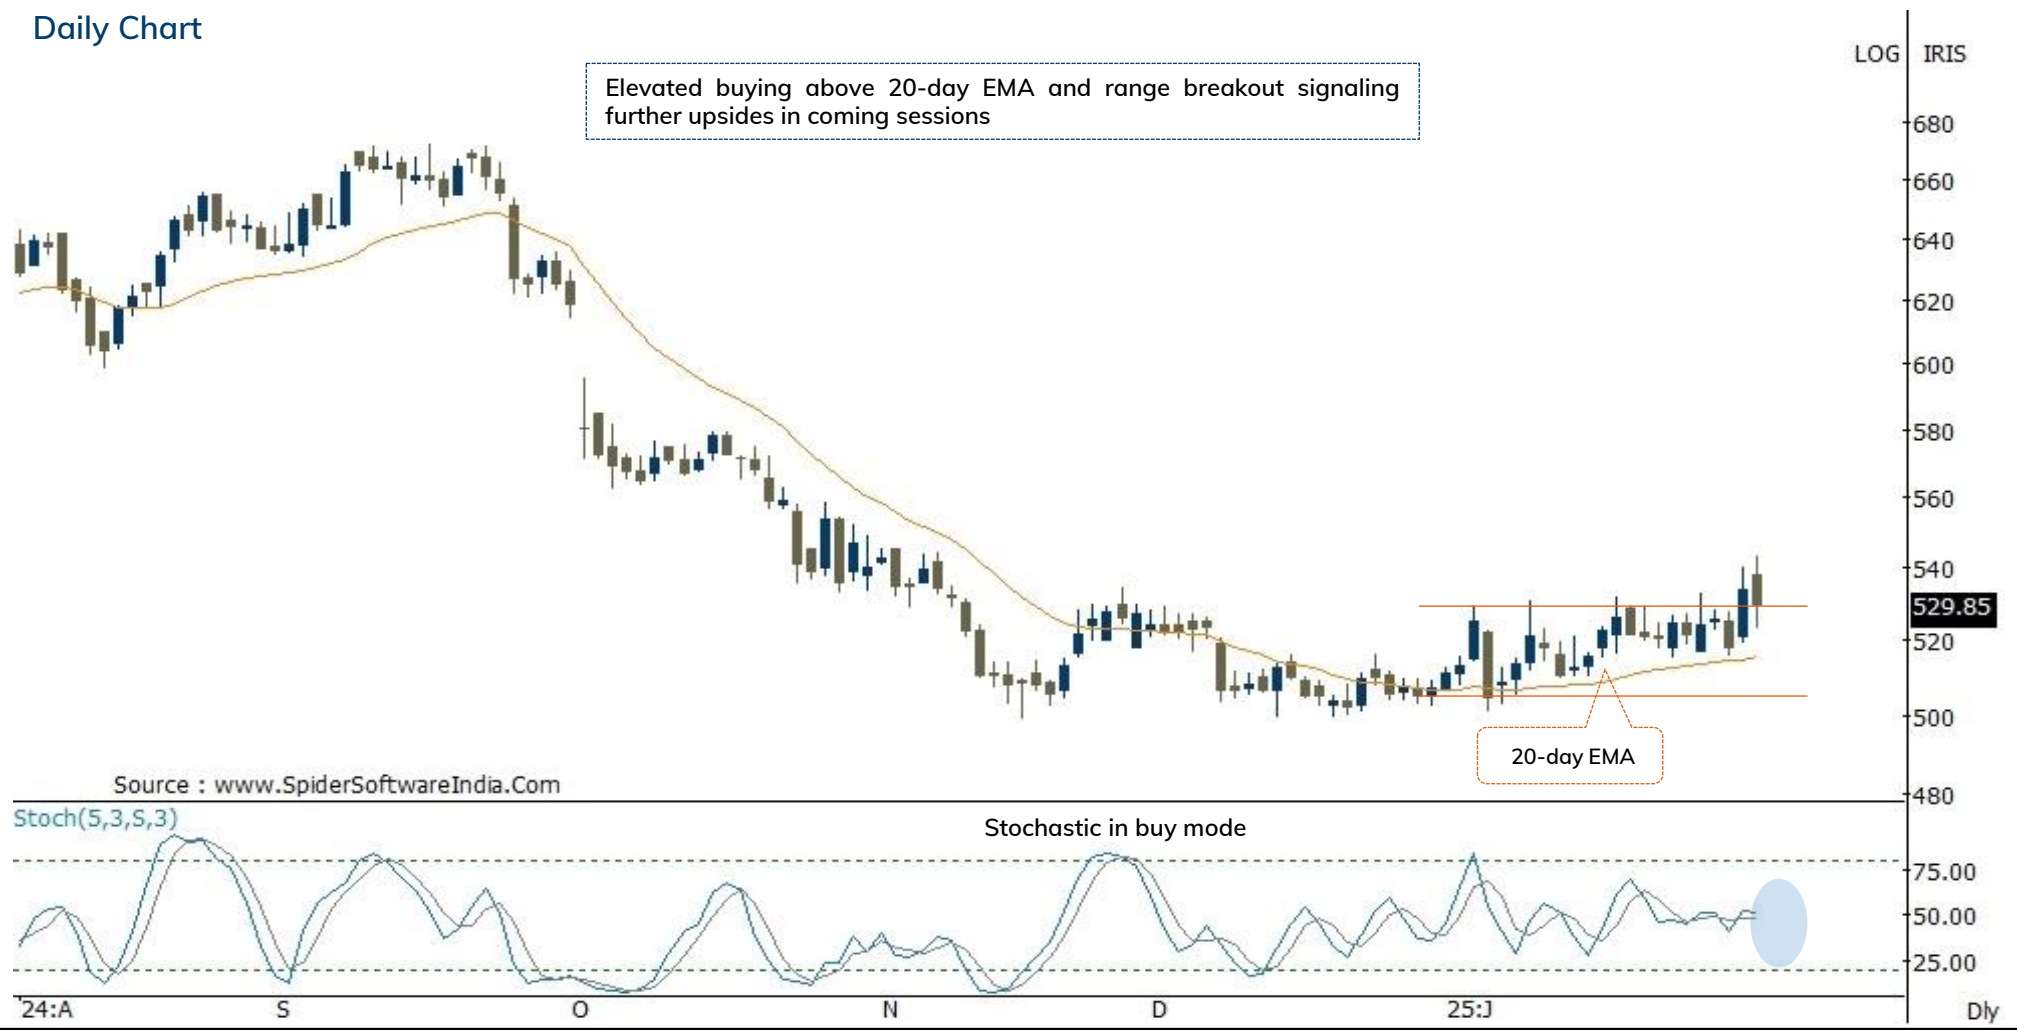 Daily Chart
LOG IRIS
Elevated buying above 20-day EMA and range breakout signaling
further upsides in coming sessions
680
660
640
620
600
580
560
540
529.85
520
500
20-day EMA
Source : www.SpiderSoftwareIndia.Com
480
Stoch(5,3,S,3)
Stochastic in buy mode
75.00
50.00
25.00
'24:A S O N D 25:J Dly